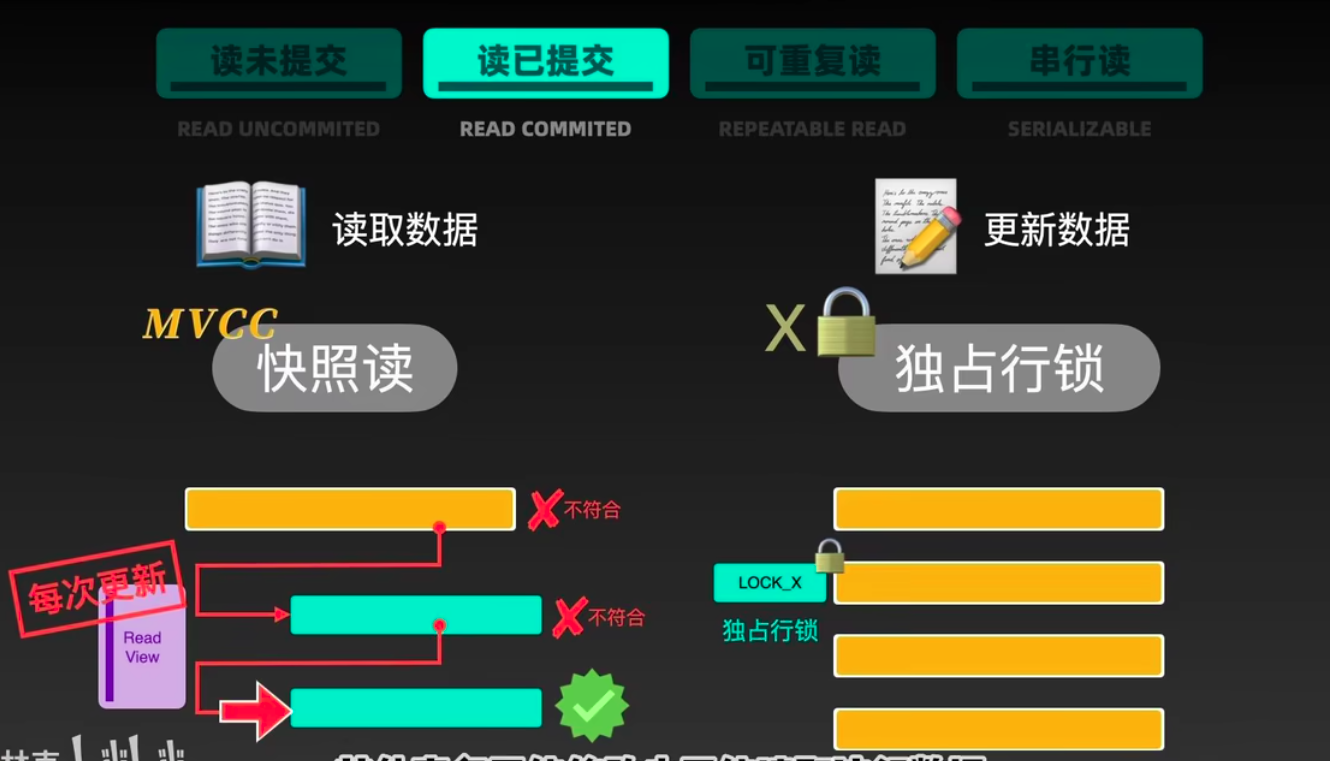 读未提交
读已提交
可重复读
串行读
READ UNCOMMITED
READ COMMITED
REPEATABLE READ
SERIALIZABLE
读取数据
更新数据
MVCC
快照读
X
独占行锁
不符合
每次更新
Read
View
不符合
LOCK_X
独占行锁